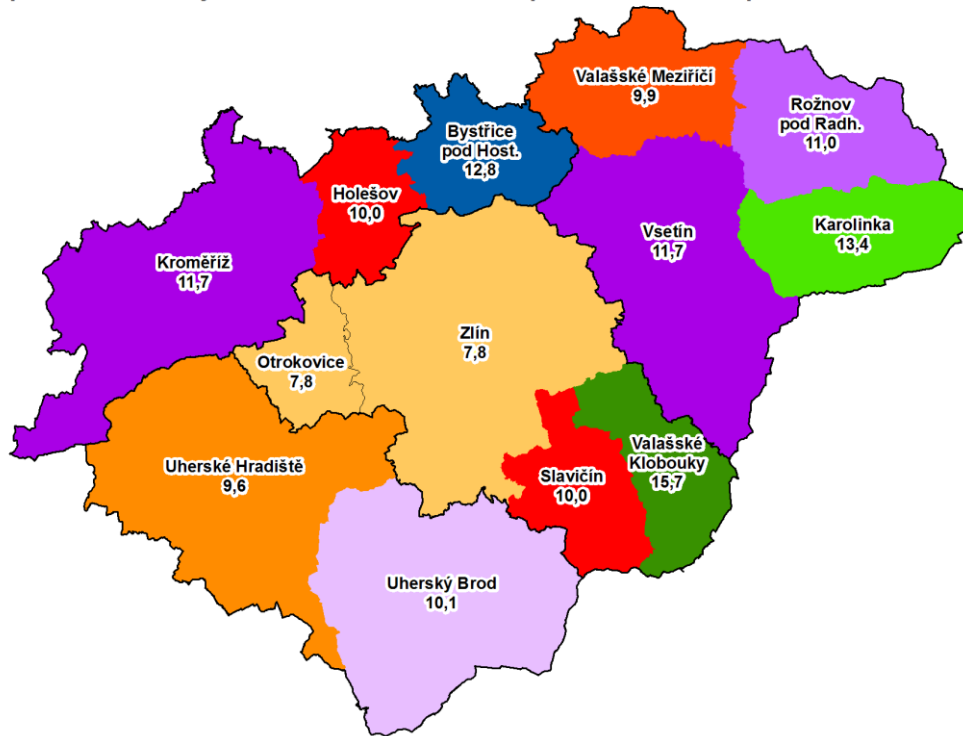 Valašské Meziříčí
9,9
Rožnov
pod Radh.
11,0
Bystřice
pod Host.
12,8
Holešov
10,0
Karolinka
13,4
Vsetín
11,7
Kroměříž
11,7
Zlín
7,8
Otrokovice
7,8
Valašské
Klobouky
15,7
Uherské Hradiště
9,6
Slavičín
10,0
Uherský Brod
10,1